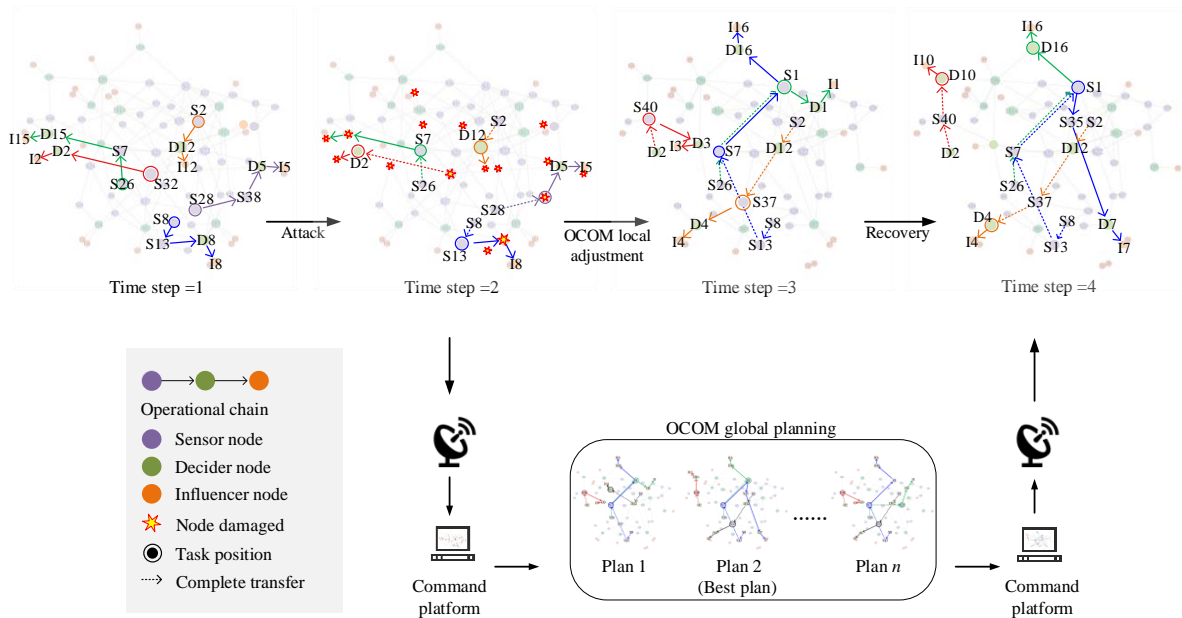 I16
D16
S1
I1
D1
S40
I3 D3
D2
S2
D12
S7
S26
S37
D4
I4
S8
S13
I16
D16
I10
D10
S1
S40
S35
S2
D12
D2
S7
S26
S37
D4
I4
S8
S13
D7
I7
S2
D15
I15
D12
I2 D2
S7
I12
S26
S32
D5 I5
S28
S38
S8
S13
D8
I8
S2
D12
S7
D2
S26
D5 I5
S28
S8
S13
I8
Attack
OCOM local
adjustment
Recovery
Time step =1
Time step =2
Time step =3
Time step =4
Operational chain
Sensor node
Decider node
Influencer node
Node damaged
Task position
Complete transfer
Command
platform
OCOM global planning
Plan 1
Plan 2
(Best plan)
......
Plan n
Command
platform